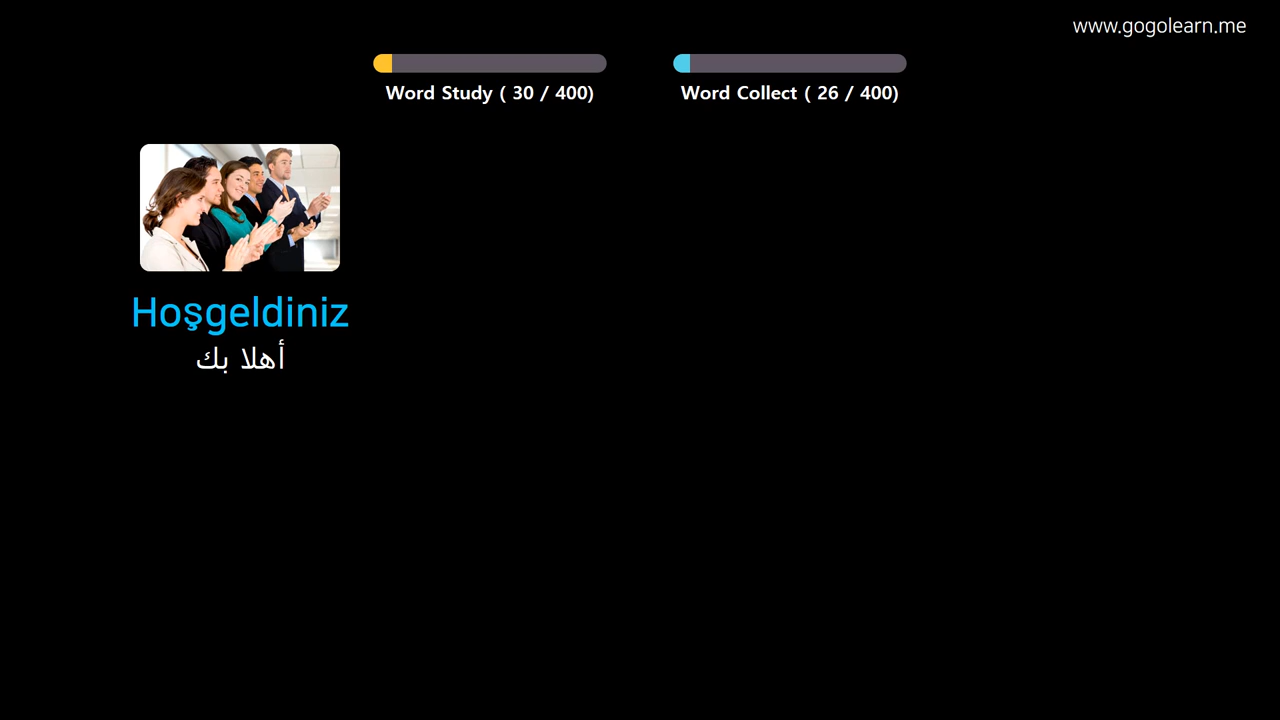 www.gogolearn.me
Word Study ( 30 / 400)
Word Collect ( 26 / 400)
Hoşgeldiniz
أهلا بك